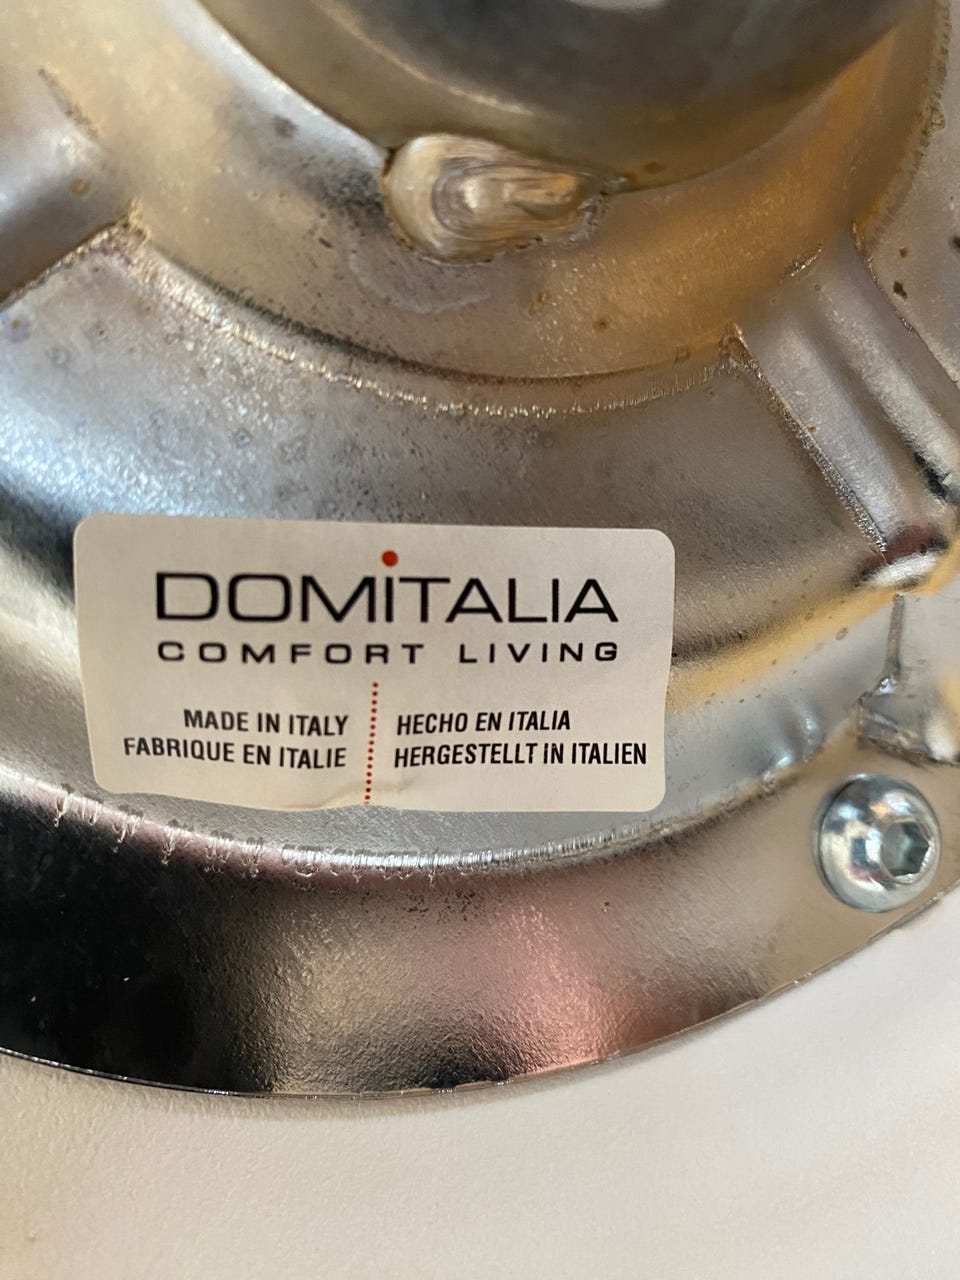 DOMiTALIA
COMFORT LIVING
MADE IN ITALY
FABRIQUE EN ITALIE
HECHO EN ITALIA
HERGESTELLT IN ITALIEN